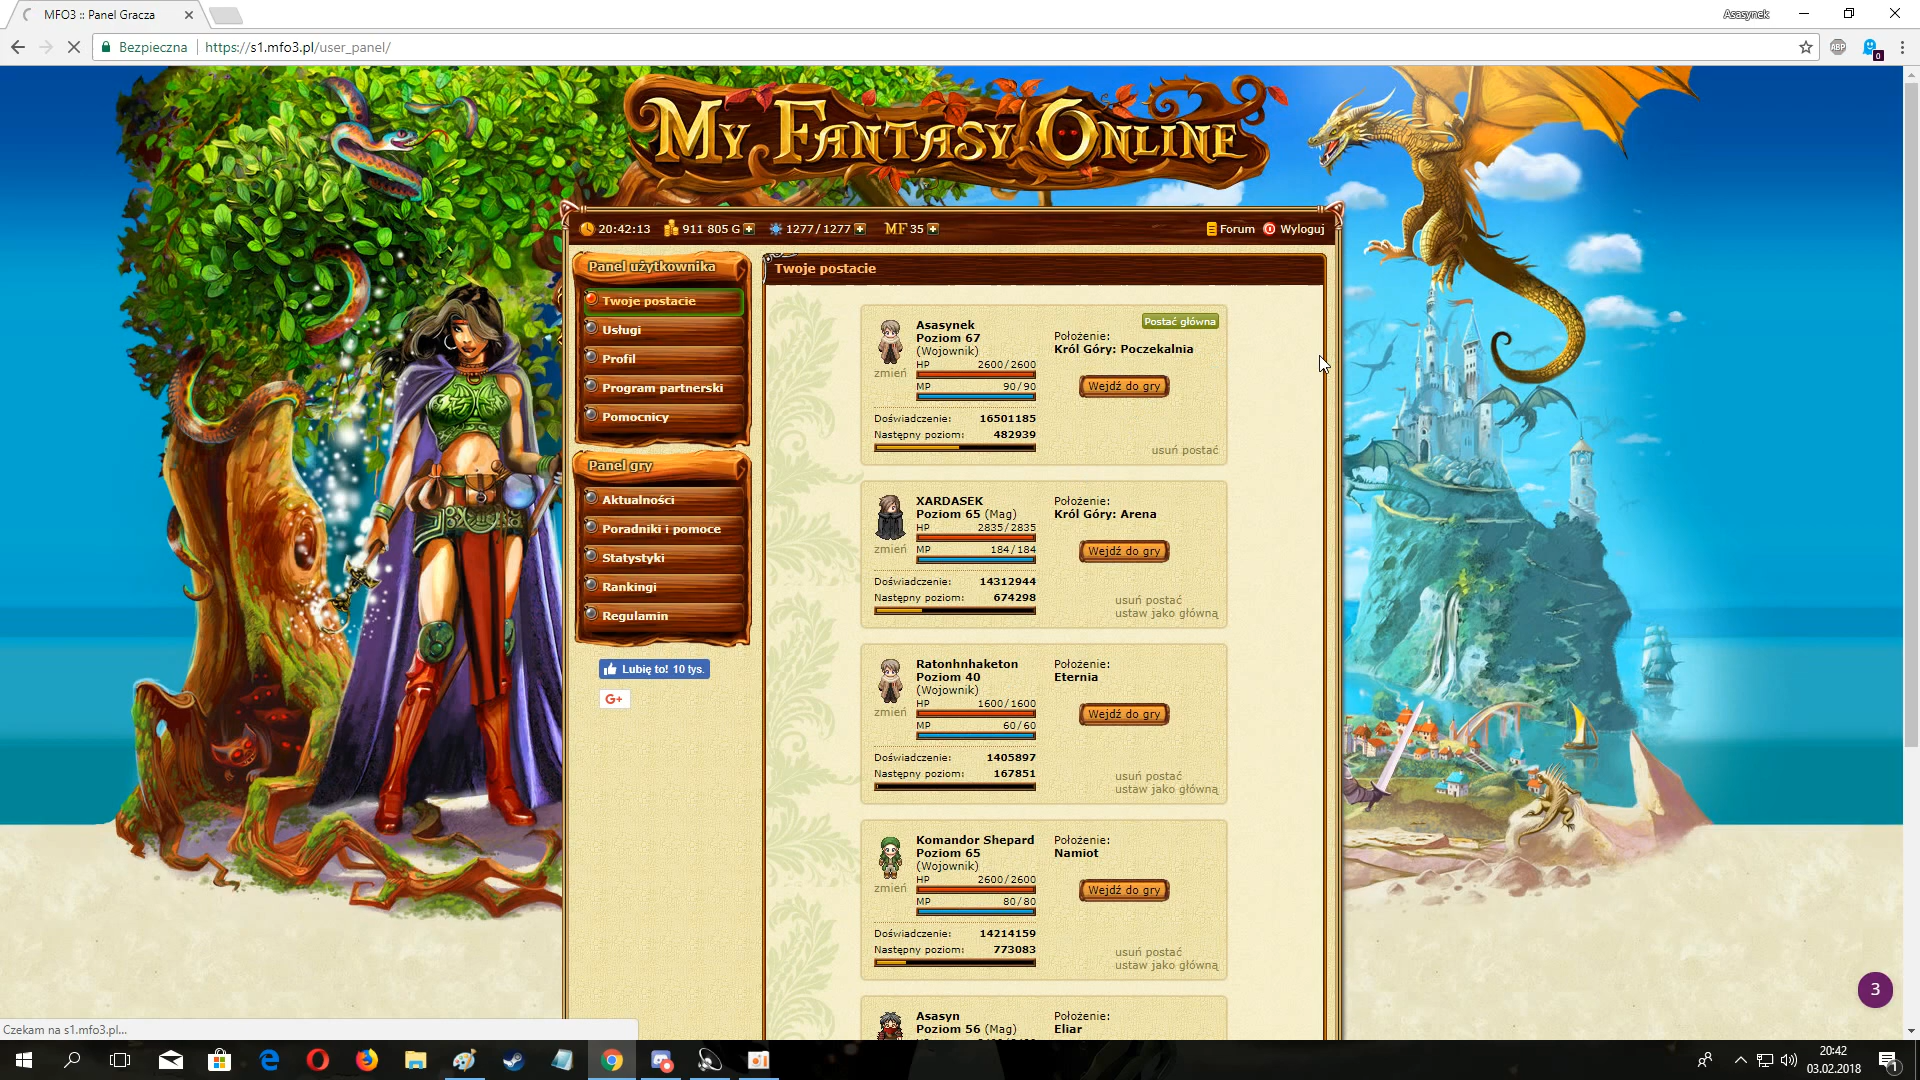 MFO3 :: Panel Gracza
Asasynek
Bezpieczna
https://s1.mfo3.pl/user_panel/
ABP
0
My Fantasy Online
20:42:13
911 805 G
1277/1277
MF 35
Forum
Wyloguj
Panel użytkownika
Twoje postacie
Usługi
Profil
Program partnerski
Pomocnicy
Panel gry
Aktualności
Poradniki i pomoce
Statystyki
Rankingi
Regulamin
Lubię to! 10 tys.
G+
Twoje postacie
Asasynek
Poziom 67
(Wojownik)
HP 2600/2600
zmień
MP 90/90
Doświadczenie: 16501185
Następny poziom: 482939
Postać główna
Położenie:
Król Góry: Poczekalnia
Wejdź do gry
usuń postać
XARDASEK
Poziom 65 (Mag)
HP 2835/2835
zmień
MP 184/184
Doświadczenie: 14312944
Następny poziom: 674298
Położenie:
Król Góry: Arena
Wejdź do gry
usuń postać
ustaw jako główną
Ratonhnhaketon
Poziom 40
(Wojownik)
HP 1600/1600
zmień
MP 60/60
Doświadczenie: 1405897
Następny poziom: 167851
Położenie:
Eternia
Wejdź do gry
usuń postać
ustaw jako główną
Komandor Shepard
Poziom 65
(Wojownik)
HP 2600/2600
zmień
MP 80/80
Doświadczenie: 14214159
Następny poziom: 773083
Położenie:
Namiot
Wejdź do gry
usuń postać
ustaw jako główną
Asasyn
Poziom 56 (Mag)
Położenie:
Eliar
3
Czekam na s1.mfo3.pl...
20:42
03.02.2018
1